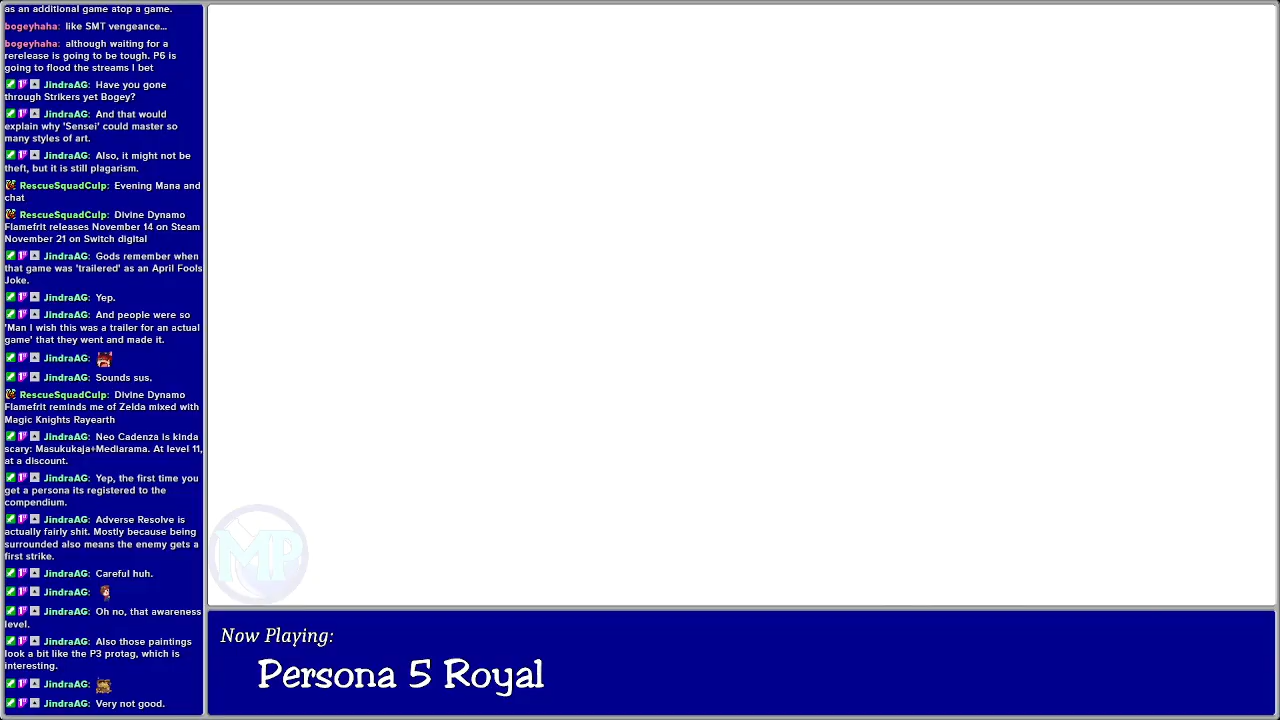 as an additional game atop a game.
bogeyhaha: like SMT vengeance...
bogeyhaha: although waiting for a
rerelease is going to be tough. P6 is
going to flood the streams I bet
JindraAG: Have you gone
through Strikers yet Bogey?
JindraAG: And that would
explain why 'Sensei' could master so
many styles of art.
JindraAG: Also, it might not be
theft, but it is still plagarism.
RescueSquadCulp: Evening Mana and
chat
RescueSquadCulp: Divine Dynamo
Flamefrit releases November 14 on Steam
November 21 on Switch digital
JindraAG: Gods remember when
that game was 'trailered' as an April Fools
Joke.
JindraAG: Yep.
JindraAG: And people were so
'Man I wish this was a trailer for an actual
game' that they went and made it.
JindraAG:
JindraAG: Sounds sus.
RescueSquadCulp: Divine Dynamo
Flamefrit reminds me of Zelda mixed with
Magic Knights Rayearth
JindraAG: Neo Cadenza is kinda
scary: Masukukaja+Mediarama. At level 11,
at a discount.
JindraAG: Yep, the first time you
get a persona its registered to the
compendium.
JindraAG: Adverse Resolve is
actually fairly shit. Mostly because being
surrounded also means the enemy gets a
first strike.
JindraAG: Careful huh.
JindraAG:
JindraAG: Oh no, that awareness
level.
JindraAG: Also those paintings
look a bit like the P3 protag, which is
interesting.
JindraAG:
JindraAG: Very not good.
MP
Now Playing:
Persona 5 Royal